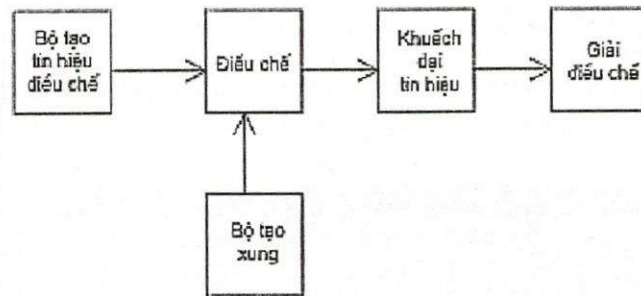 Bộ tạo
tín hiệu
điều chế
Điều chế
Khuếch
đại
tín hiệu
Giải
điều chế
Bộ tạo
xung